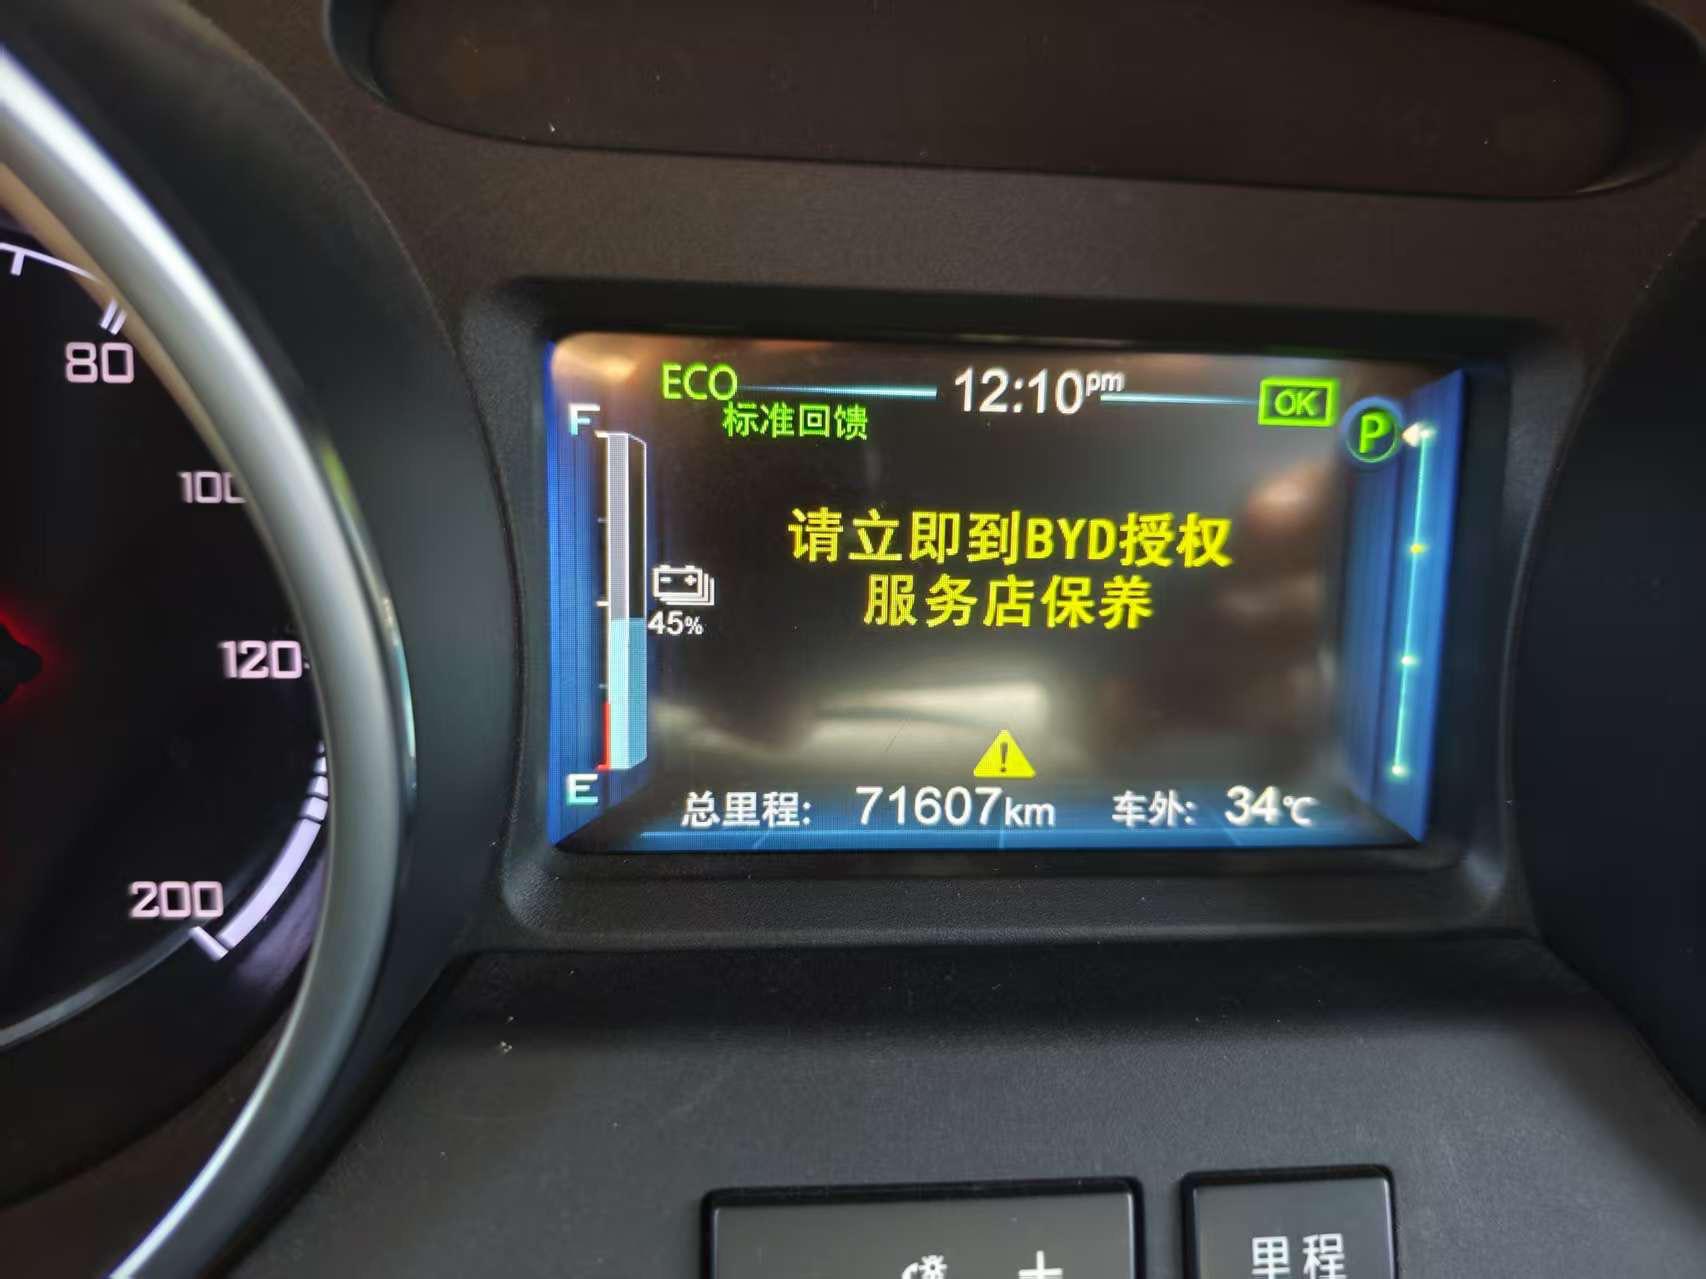 80
100
120
200
ECO
12:10pm
OK
标准回馈
F
P
请立即到BYD授权
服务店保养
45%
E
总里程: 71607km 车外: 34℃
+
里程